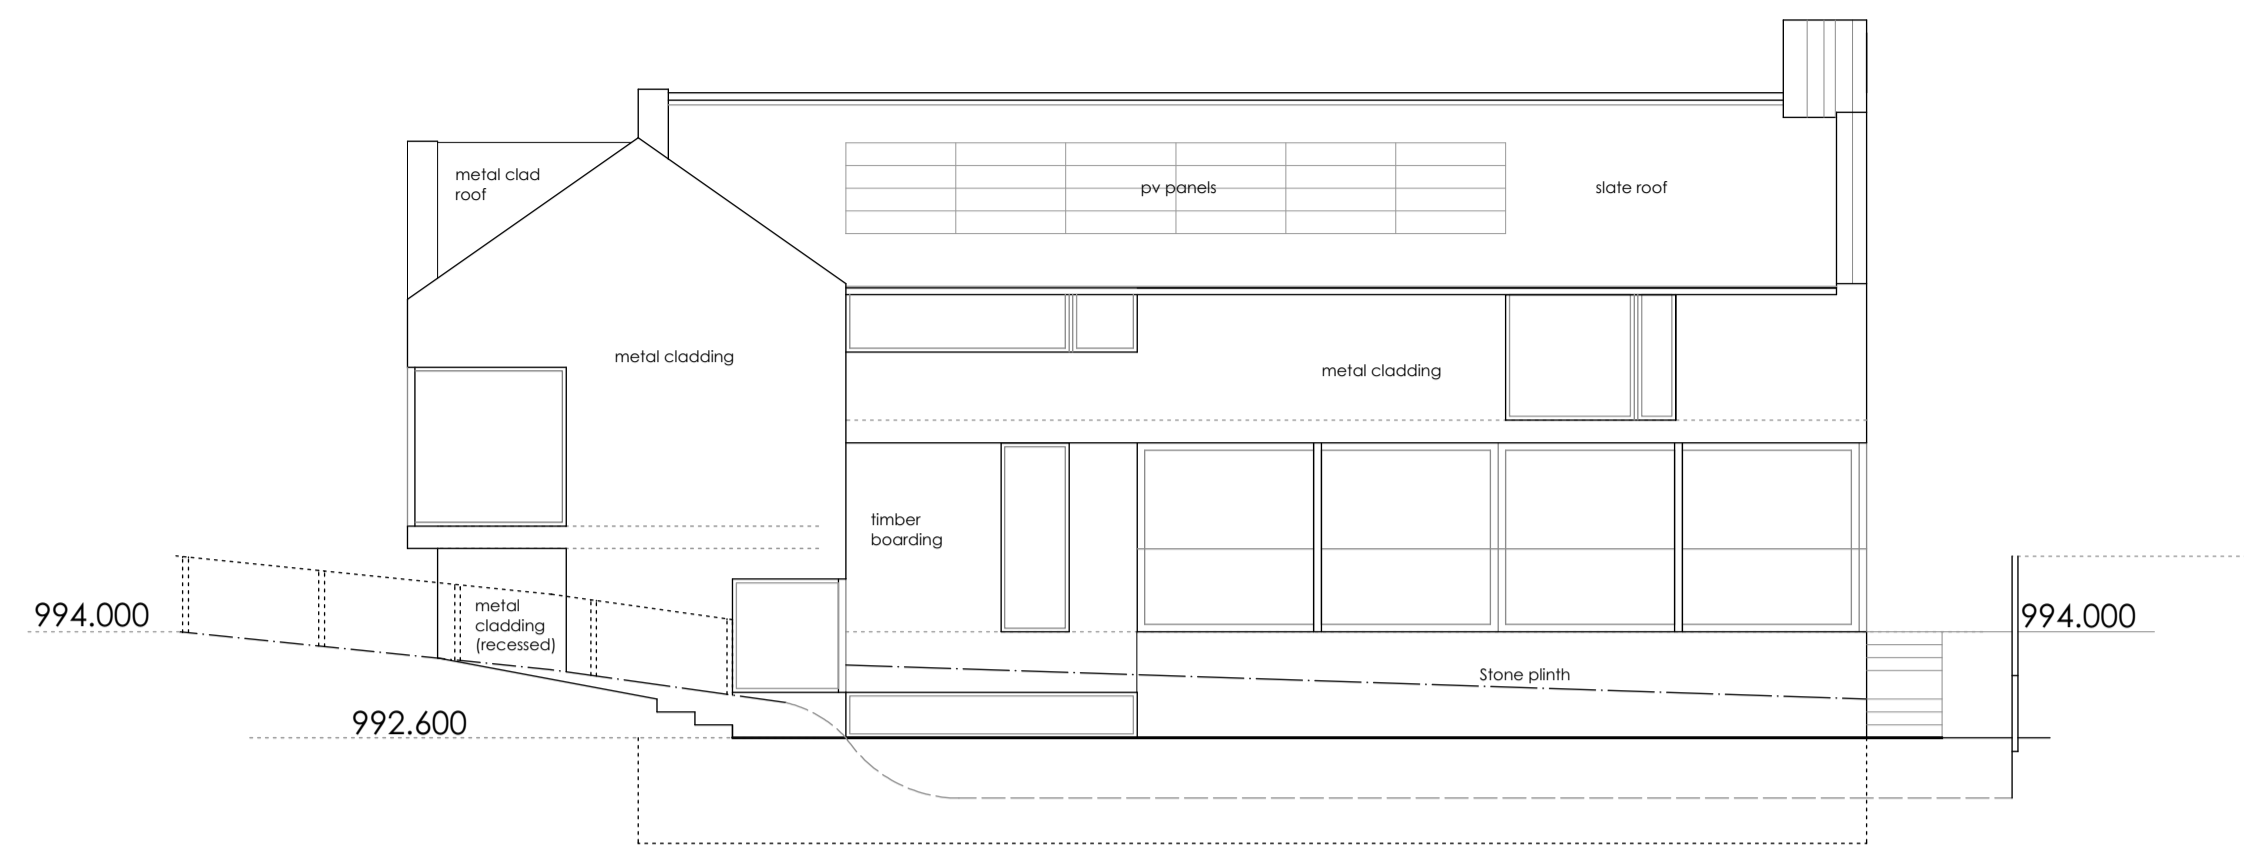 metal clad
roof
pv panels
slate roof
metal cladding
metal cladding
timber
boarding
metal
cladding
(recessed)
994.000
994.000
Stone plinth
992.600